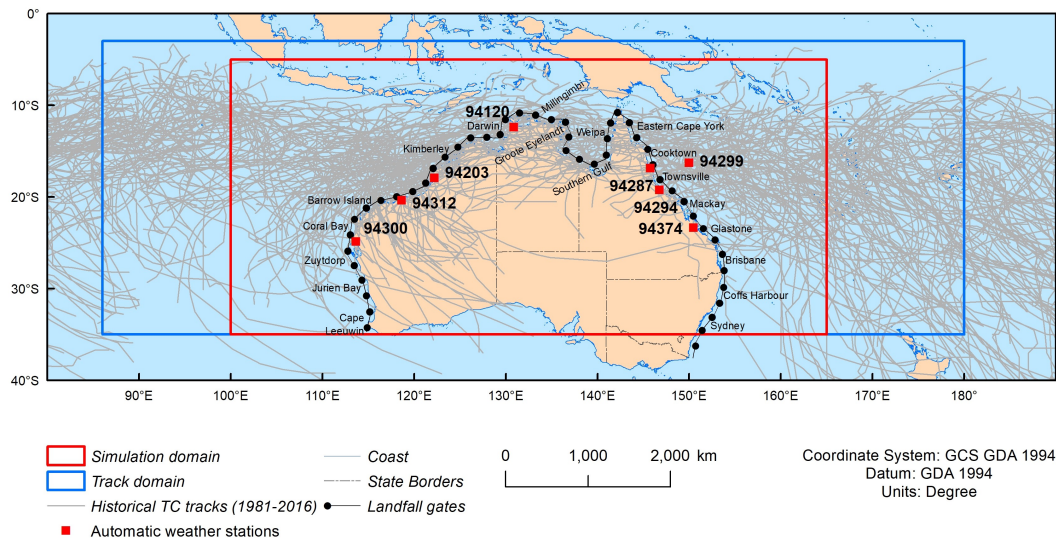 0°
10°S
20°S
30°S
40°S
94120
Millingimbi
Darwin
Groote Eyelandt
Weipa
Eastern Cape York
Kimberley
Cooktown
94299
94203
Southern Gulf
94287
Townsville
Barrow Island
94312
94294
Mackay
Coral Bay
94300
94374
Glastone
Zuytdorp
Brisbane
Jurien Bay
Coffs Harbour
Cape
Leeuwin
Sydney
90°E
100°E
110°E
120°E
130°E
140°E
150°E
160°E
170°E
180°
Simulation domain
Track domain
Historical TC tracks (1981-2016)
Automatic weather stations
Coast
State Borders
Landfall gates
0 1,000 2,000 km
Coordinate System: GCS GDA 1994
Datum: GDA 1994
Units: Degree